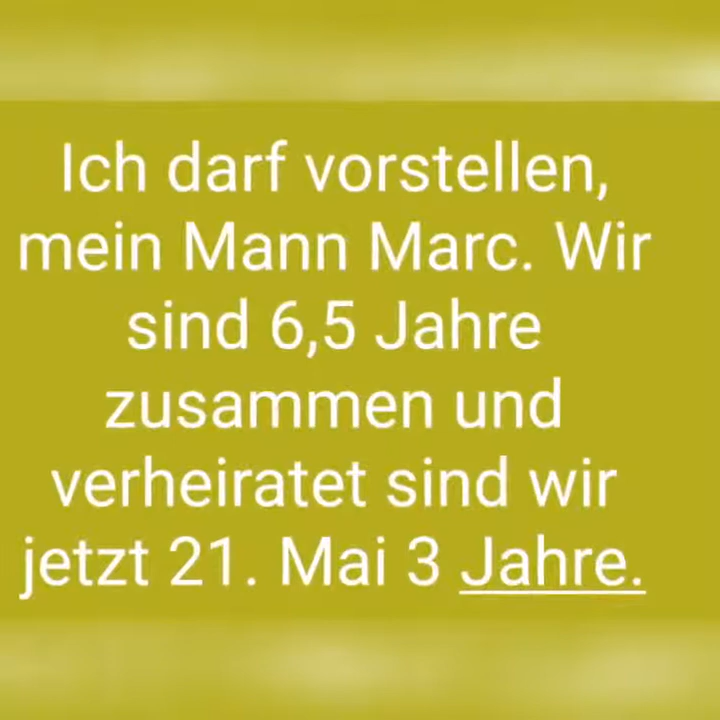 Ich darf vorstellen,
mein Mann Marc. Wir
sind 6,5 Jahre
zusammen und
verheiratet sind wir
jetzt 21. Mai 3 Jahre.